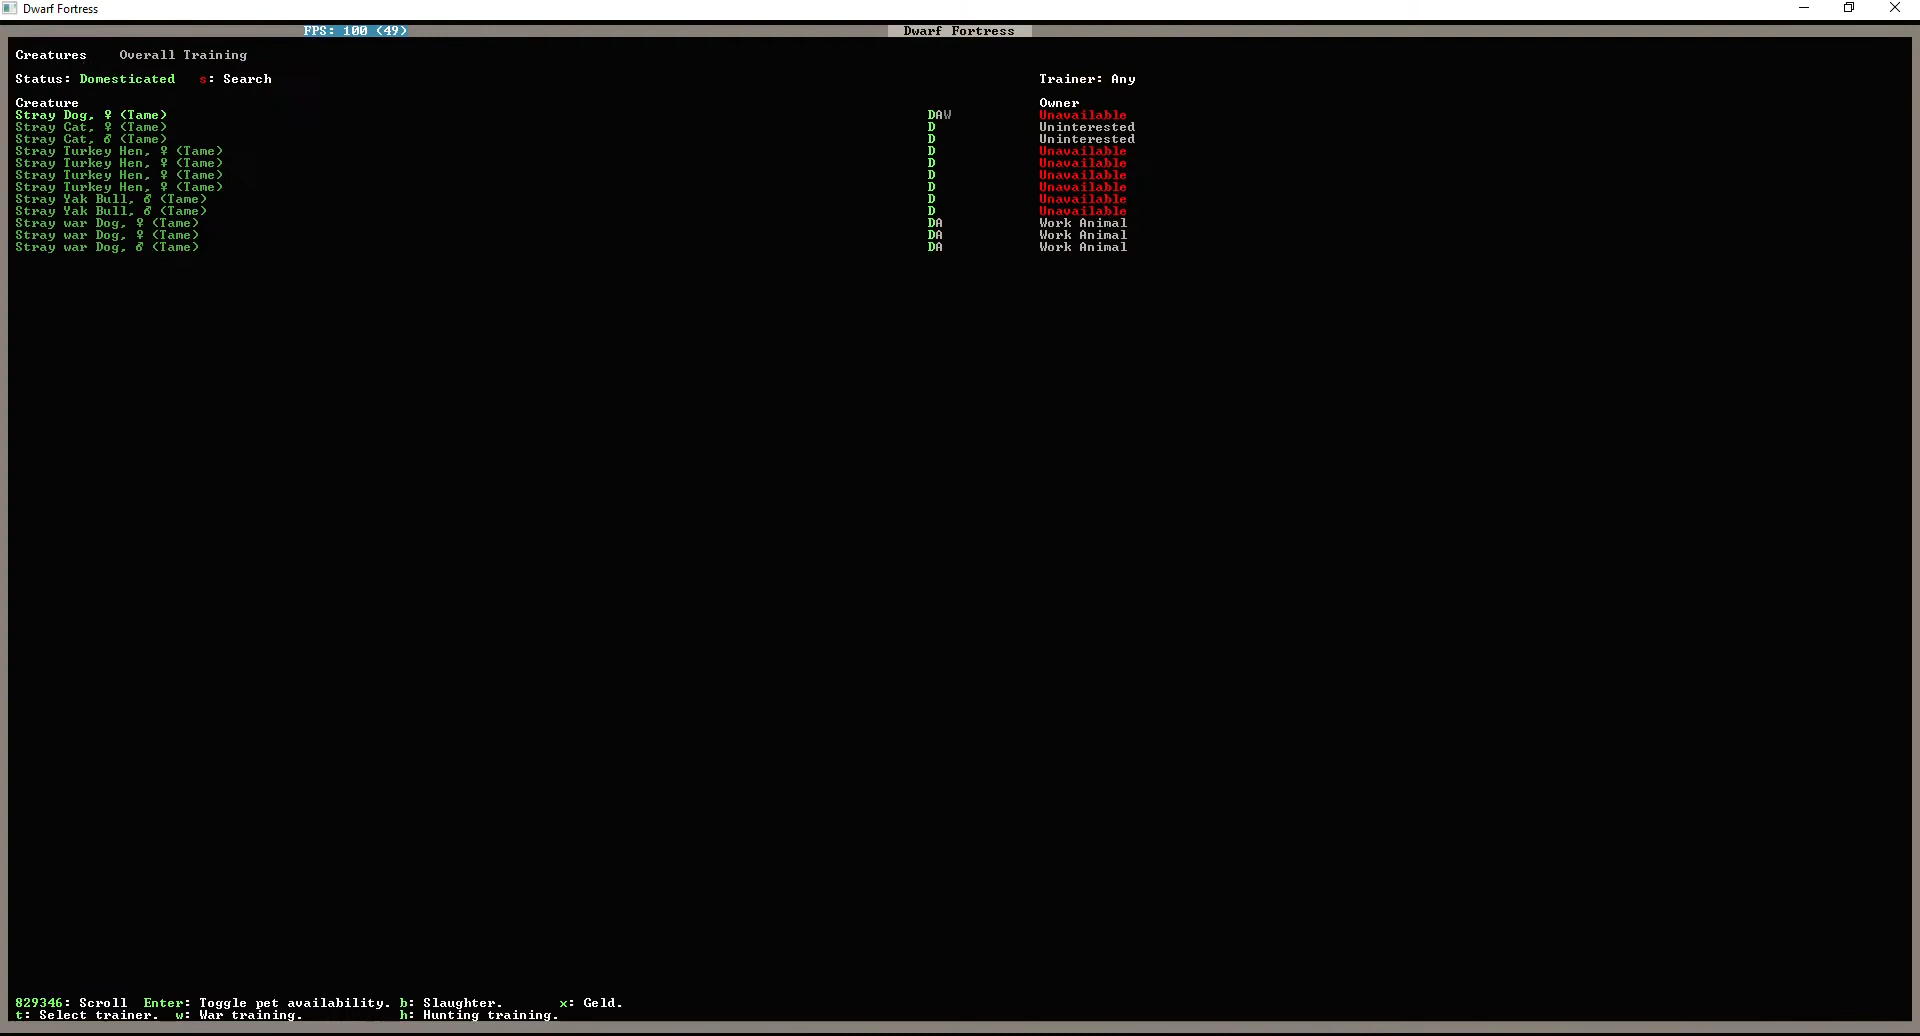 Dwarf Fortress
FPS: 100 (49) Dwarf Fortress
Creatures Overall Training
Status: Domesticated s: Search Trainer: Any
Creature Owner
Stray Dog, ♀ (Tame) DAW Unavailable
Stray Cat, ♀ (Tame) D Uninterested
Stray Cat, ♂ (Tame) D Uninterested
Stray Turkey Hen, ♀ (Tame) D Unavailable
Stray Turkey Hen, ♀ (Tame) D Unavailable
Stray Turkey Hen, ♀ (Tame) D Unavailable
Stray Turkey Hen, ♀ (Tame) D Unavailable
Stray Yak Bull, ♂ (Tame) D Unavailable
Stray Yak Bull, ♂ (Tame) D Unavailable
Stray war Dog, ♀ (Tame) DA Work Animal
Stray war Dog, ♀ (Tame) DA Work Animal
Stray war Dog, ♂ (Tame) DA Work Animal
829346: Scroll Enter: Toggle pet availability. b: Slaughter. x: Geld.
t: Select trainer. w: War training. h: Hunting training.